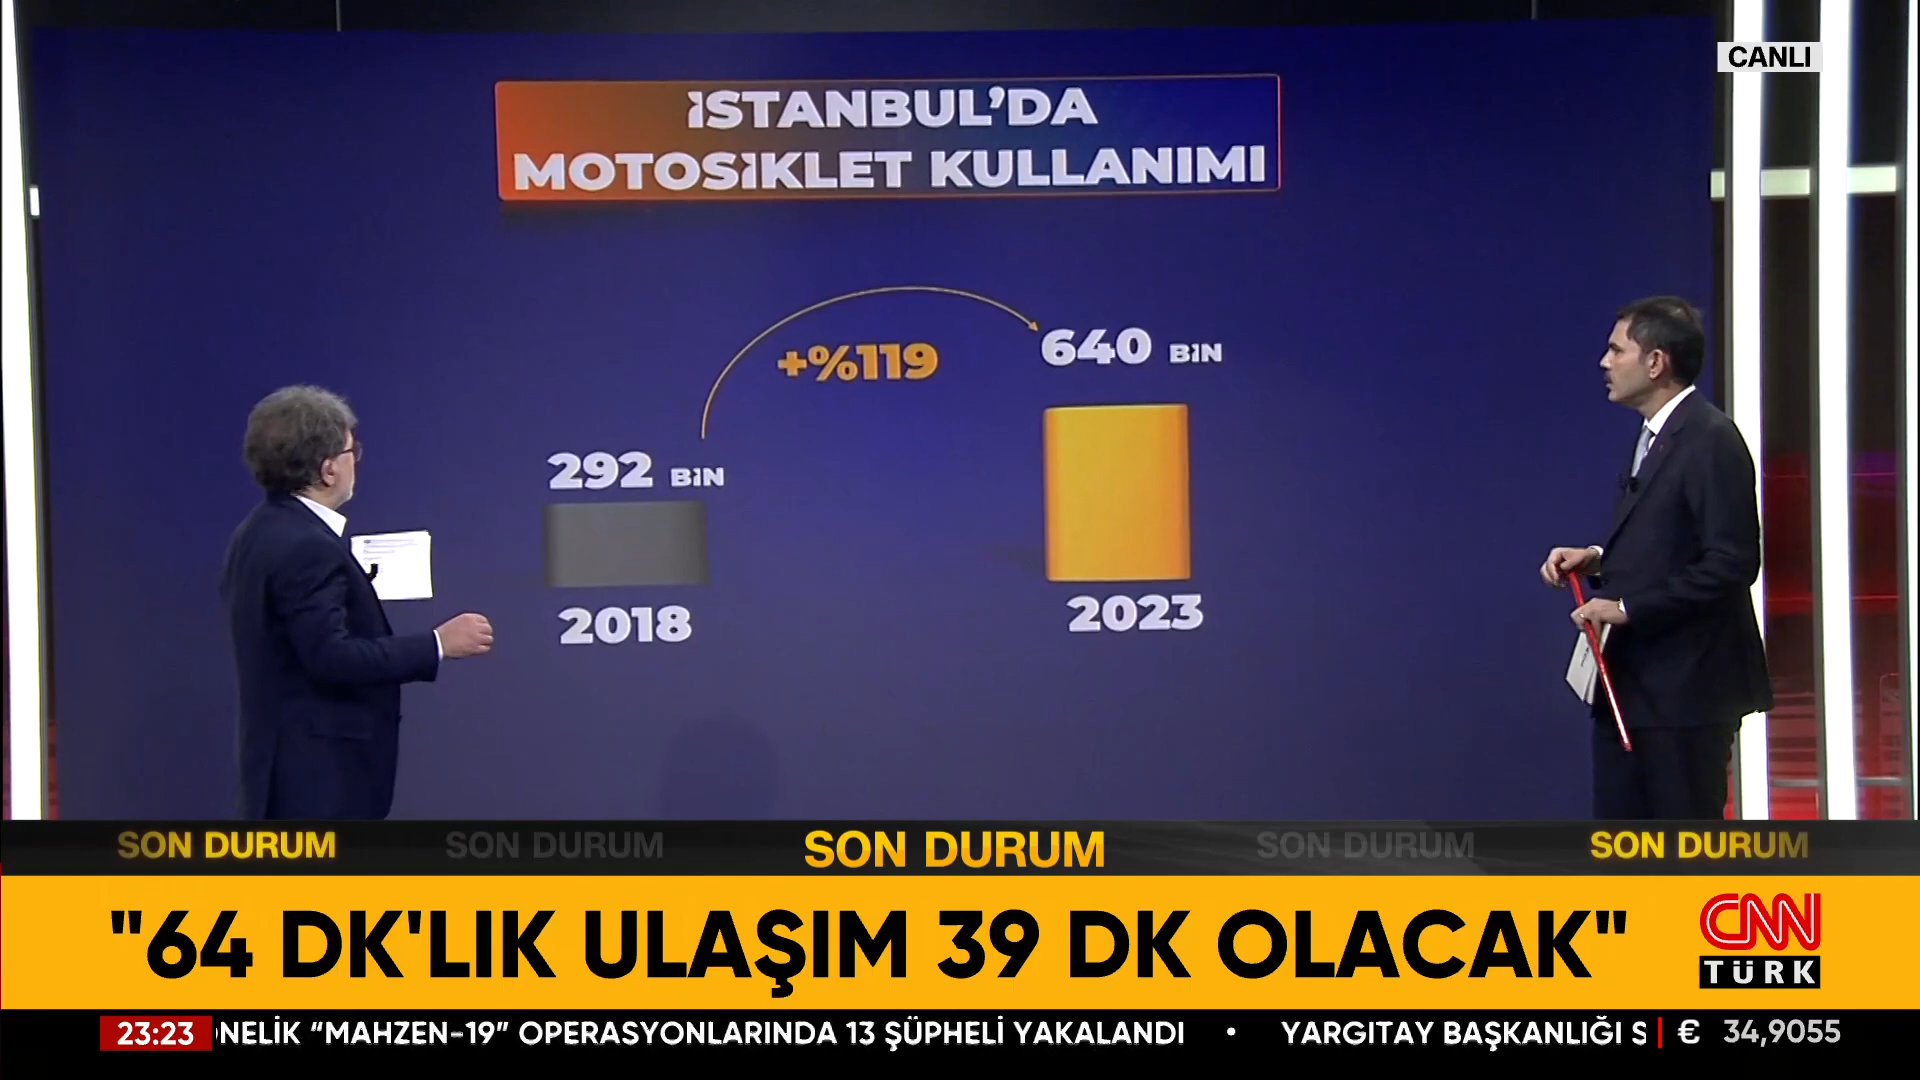 CANLI
İSTANBUL'DA
MOTOSİKLET KULLANIMI
+%119
640 BİN
292 BİN
2018
2023
SON DURUM SON DURUM SON DURUM SON DURUM SON DURUM
"64 DK'LIK ULAŞIM 39 DK OLACAK"
CNN
TÜRK
23:23 NELİK “MAHZEN-19” OPERASYONLARINDA 13 ŞÜPHELİ YAKALANDI • YARGITAY BAŞKANLIĞI S € 34,9055